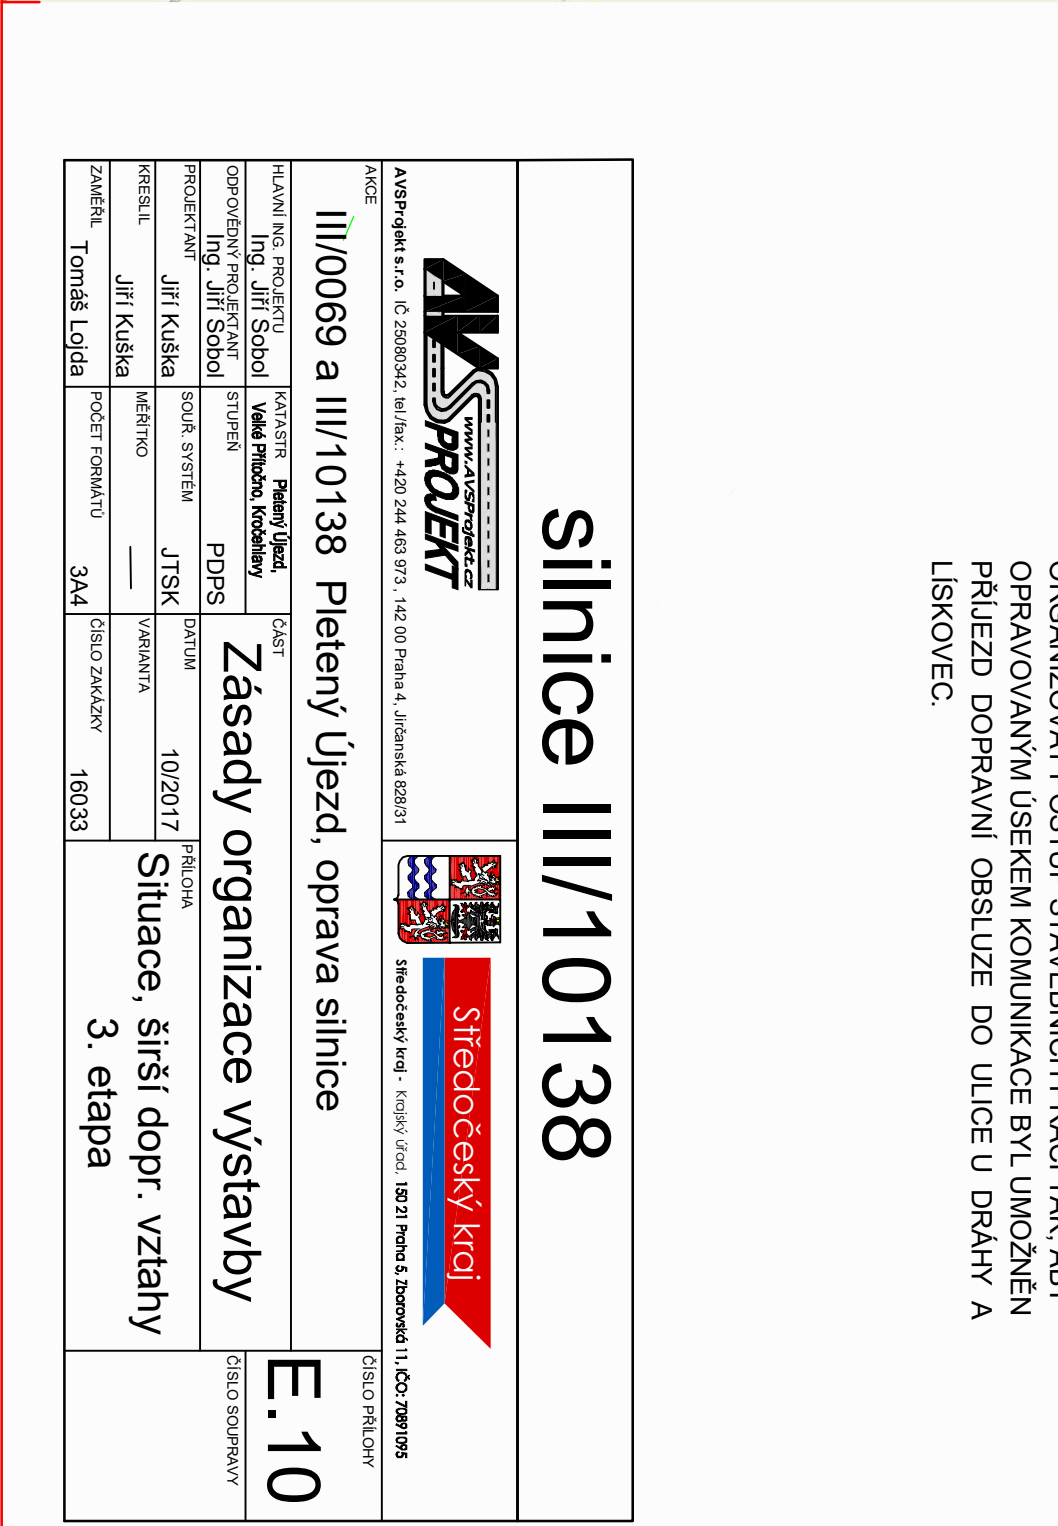 OPRAVOVANÝM ÚSEKEM KOMUNIKACE BYL UMOŽNĚN
PŘÍJEZD DOPRAVNÍ OBSLUZE DO ULICE U DRÁHY A
LÍSKOVEC.
silnice III/10138
AVSPROJEKT
www.AVSProjekt.cz
AVSProjekt s.r.o. IČ 25080342, tel/fax.: +420 244 463 973, 142 00 Praha 4, Jirčanská 828/31
Středočeský kraj
Středočeský kraj - Krajský úřad, 150 21 Praha 5, Zborovská 11, IČO: 70891095
AKCE
III/0069 a III/10138 Pletený Újezd, oprava silnice
ČÍSLO PŘÍLOHY
E.10
HLAVNÍ ING. PROJEKTU
Ing. Jiří Sobol
KATASTR Pletený Újezd,
Velké Přítočno, Kročehlavy
ČÁST
Zásady organizace výstavby
ODPOVĚDNÝ PROJEKTANT
Ing. Jiří Sobol
STUPEŇ
PDPS
ČÍSLO SOUPRAVY
PROJEKTANT
Jiří Kuška
SOUŘ. SYSTÉM
JTSK
DATUM
10/2017
PŘÍLOHA
Situace, širší dopr. vztahy
3. etapa
KRESLIL
Jiří Kuška
MĚŘÍTKO
VARIANTA
ZAMĚŘIL
Tomáš Lojda
POČET FORMÁTŮ
3A4
ČÍSLO ZAKÁZKY
16033